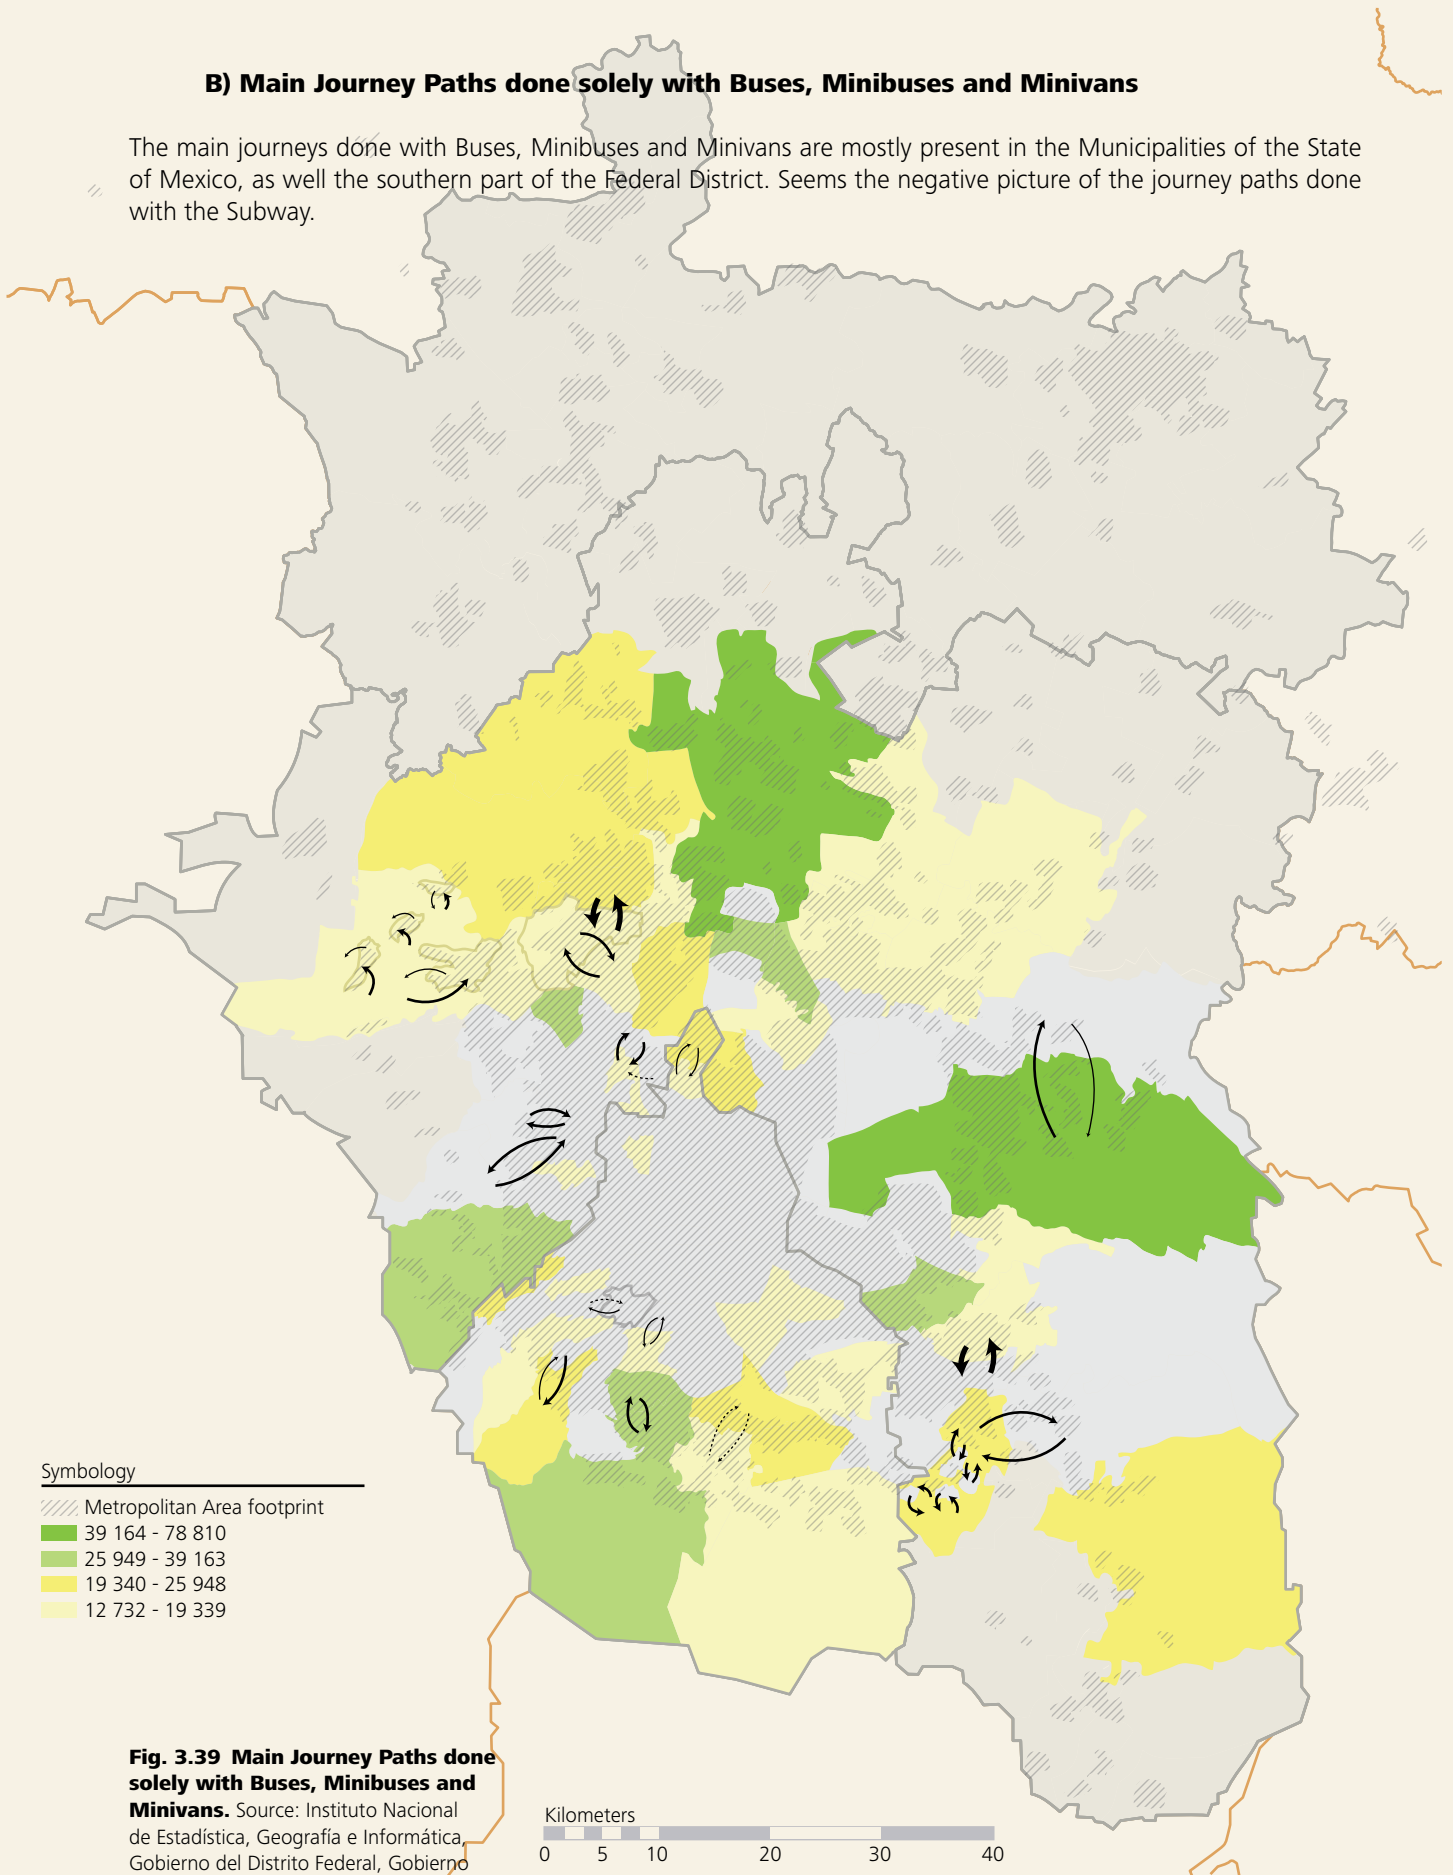 B) Main Journey Paths done solely with Buses, Minibuses and Minivans
The main journeys done with Buses, Minibuses and Minivans are mostly present in the Municipalities of the State
of Mexico, as well the southern part of the Federal District. Seems the negative picture of the journey paths done
with the Subway.
Symbology
Metropolitan Area footprint
39 164 - 78 810
25 949 - 39 163
19 340 - 25 948
12 732 - 19 339
Fig. 3.39 Main Journey Paths done
solely with Buses, Minibuses and
Minivans. Source: Instituto Nacional
de Estadística, Geografía e Informática,
Gobierno del Distrito Federal, Gobierno
Kilometers
0 5 10 20 30 40